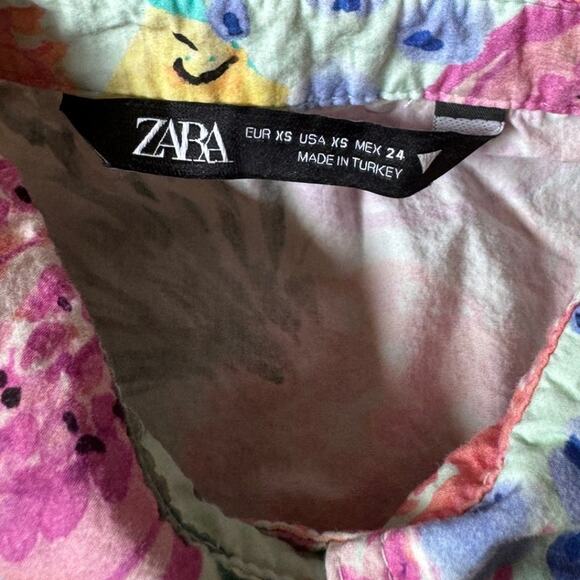 ZARA
EUR XS USA XS MEX 24
MADE IN TURKEY